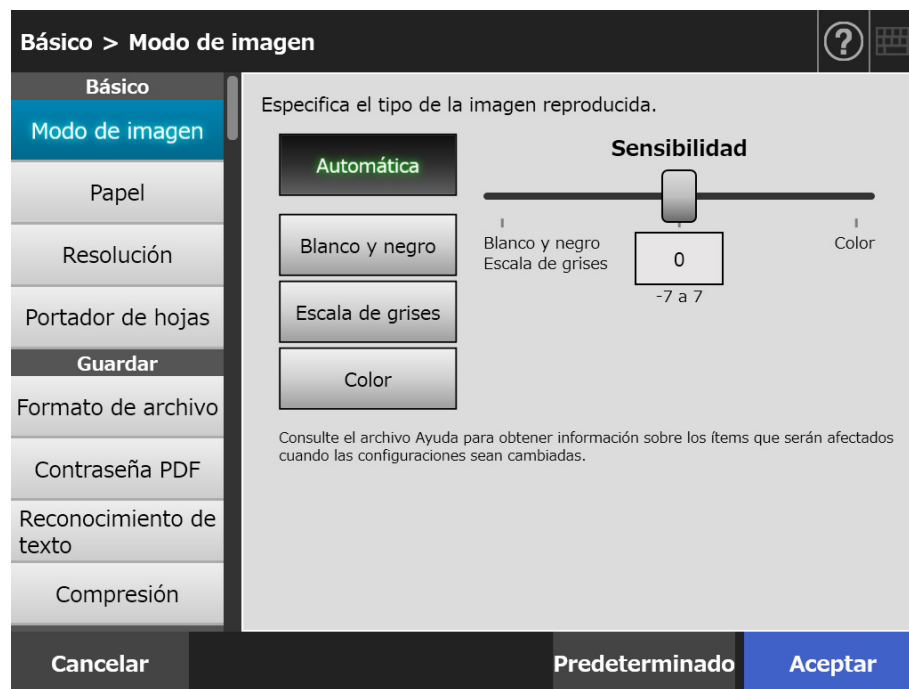 Básico > Modo de imagen
?
Básico
Modo de imagen
Papel
Resolución
Portador de hojas
Guardar
Formato de archivo
Contraseña PDF
Reconocimiento de
texto
Compresión
Especifica el tipo de la imagen reproducida.
Automática
Blanco y negro
Escala de grises
Color
Sensibilidad
Blanco y negro
Escala de grises
0
-7 a 7
Color
Consulte el archivo Ayuda para obtener información sobre los ítems que serán afectados
cuando las configuraciones sean cambiadas.
Cancelar
Predeterminado
Aceptar